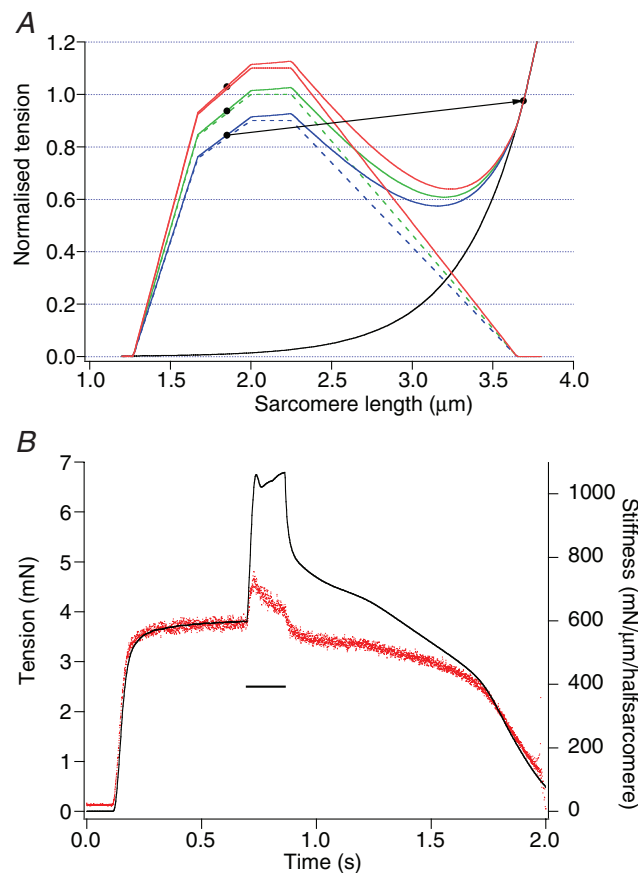 A
Normalised tension
1.2
1.0
0.8
0.6
0.4
0.2
0.0
1.0 1.5 2.0 2.5 3.0 3.5 4.0
Sarcomere length (μm)
B
Tension (mN)
7
6
5
4
3
2
1
0
1000
800
600
400
200
0
Stiffness (mN/μm/halfsarcomere)
0.0 0.5 1.0 1.5 2.0
Time (s)